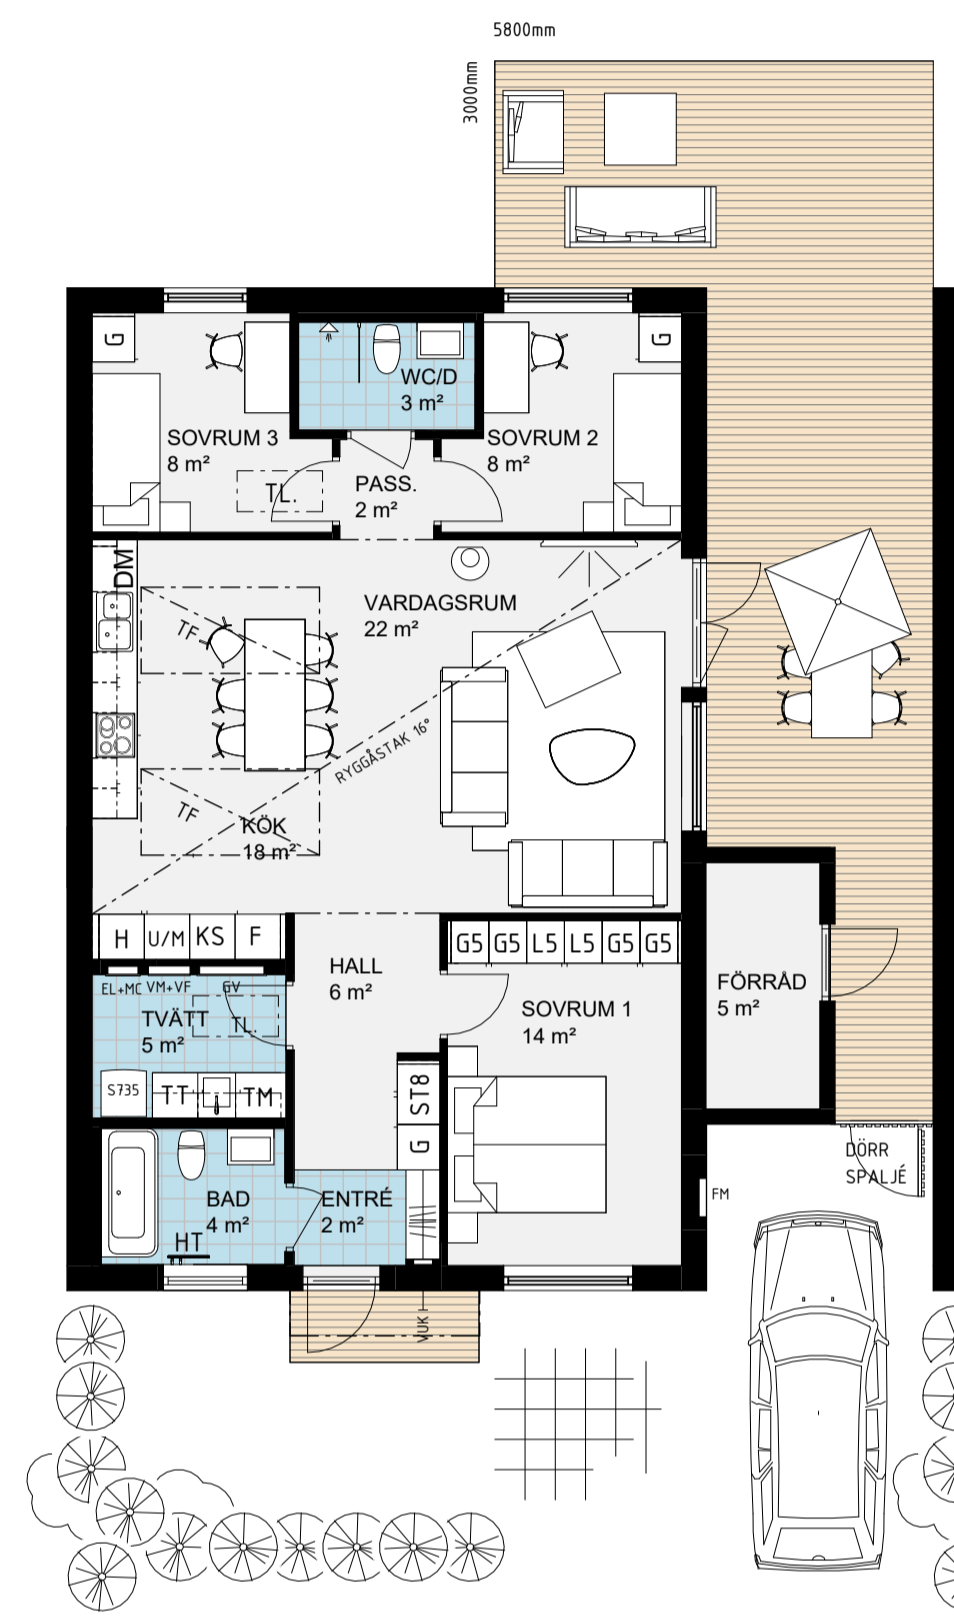 5800mm
3000mm
G
G
WC/D
3 m²
SOVRUM 3
8 m²
SOVRUM 2
8 m²
TL.
PASS.
2 m²
DM
VARDAGSRUM
22 m²
TF
RYGGÅSTAK 16°
TF
KÖK
18 m²
H
U/M
KS
F
G5
G5
L5
L5
G5
G5
HALL
6 m²
EL+MC
VM+VF
GV
TVÄTT
5 m²
TL.
SOVRUM 1
14 m²
FÖRRÅD
5 m²
S735
TT
TM
ST8
G
DÖRR
SPALJÉ
BAD
4 m²
ENTRÉ
2 m²
FM
HT
VUK